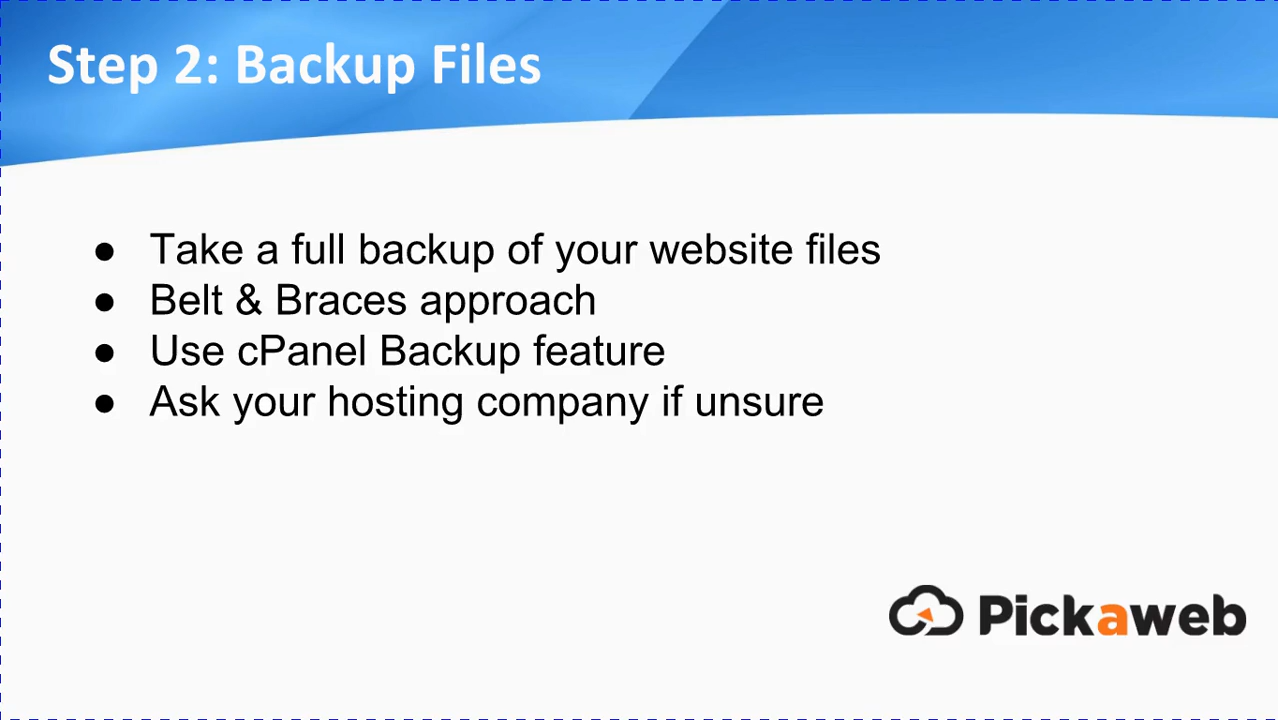 Step 2: Backup Files
● Take a full backup of your website files
● Belt & Braces approach
● Use cPanel Backup feature
● Ask your hosting company if unsure
Pickaweb